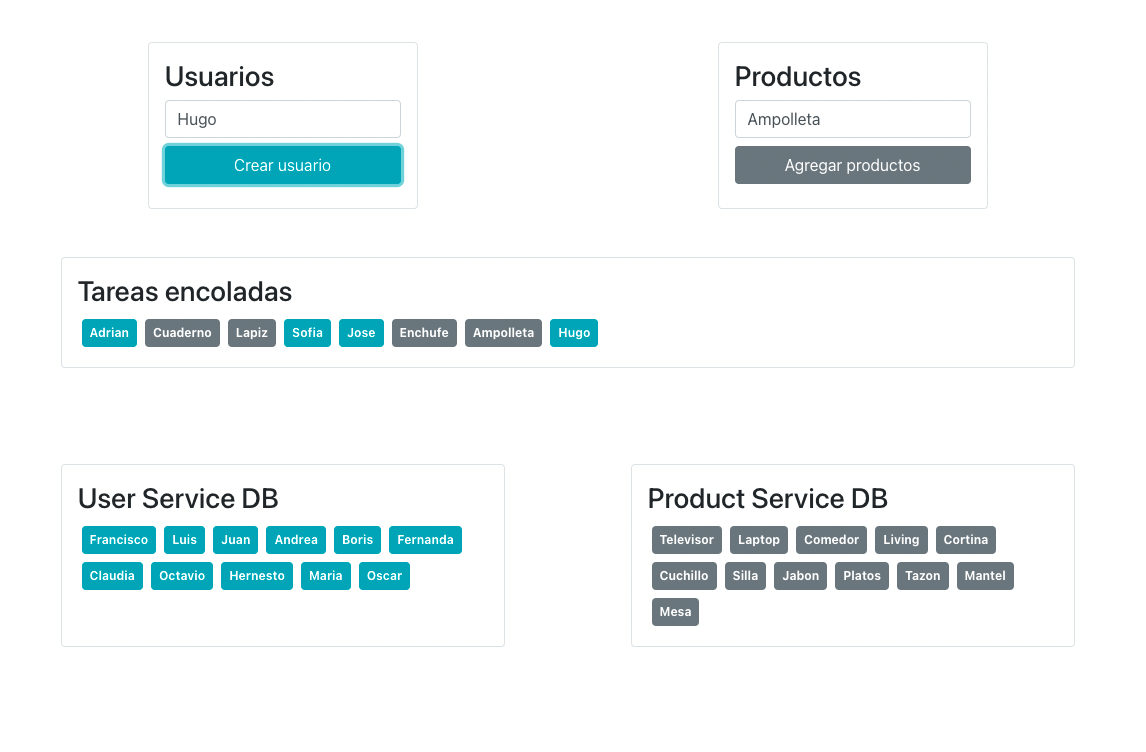 Usuarios
Hugo
Crear usuario
Productos
Ampolleta
Agregar productos
Tareas encoladas
Adrian Cuaderno Lapiz Sofia Jose Enchufe Ampolleta Hugo
User Service DB
Francisco Luis Juan Andrea Boris Fernanda
Claudia Octavio Hernesto Maria Oscar
Product Service DB
Televisor Laptop Comedor Living Cortina
Cuchillo Silla Jabon Platos Tazon Mantel
Mesa